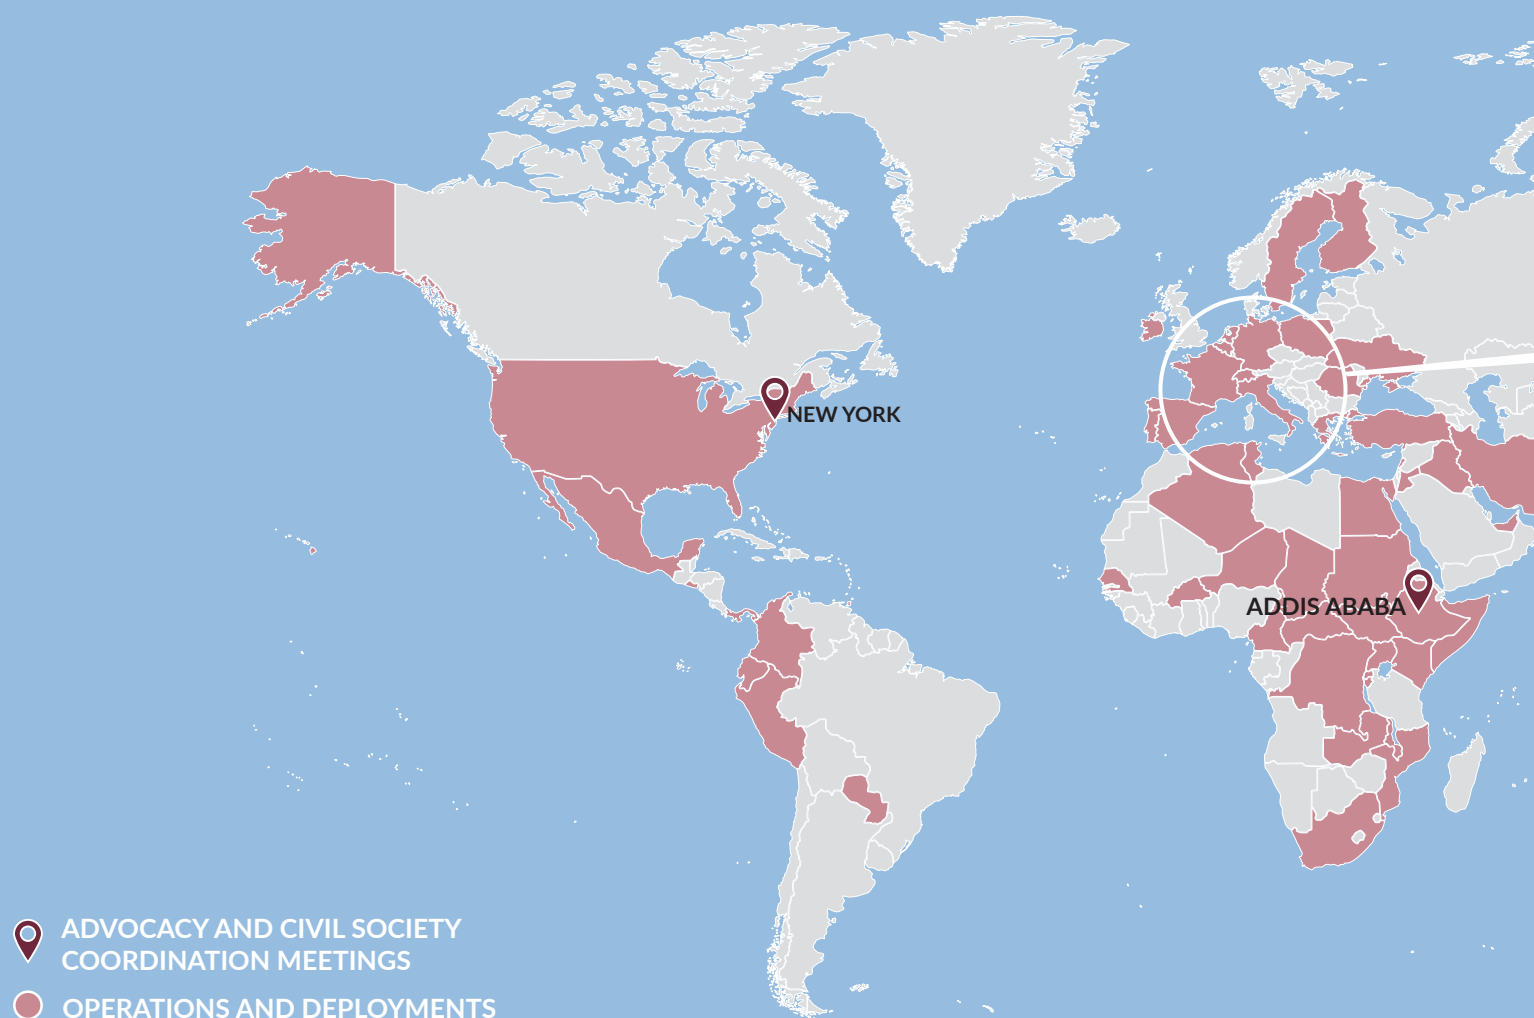 NEW YORK
ADDIS ABABA
ADVOCACY AND CIVIL SOCIETY
COORDINATION MEETINGS
OPERATIONS AND DEPLOYMENTS